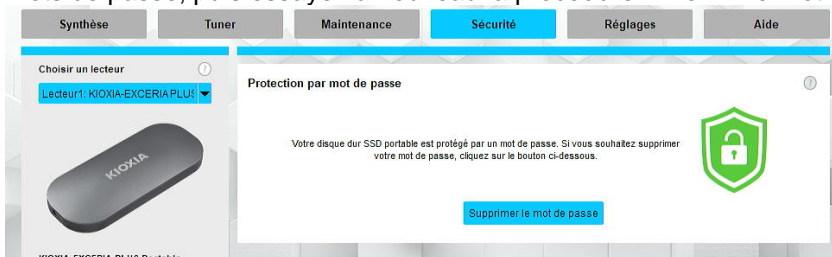 Synthèse Tuner Maintenance Sécurité Réglages Aide
Choisir un lecteur ?
Lecteur1: KIOXIA-EXCERIA PLUS
KIOXIA
Protection par mot de passe ?
Votre disque dur SSD portable est protégé par un mot de passe. Si vous souhaitez supprimer
votre mot de passe, cliquez sur le bouton ci-dessous.
Supprimer le mot de passe